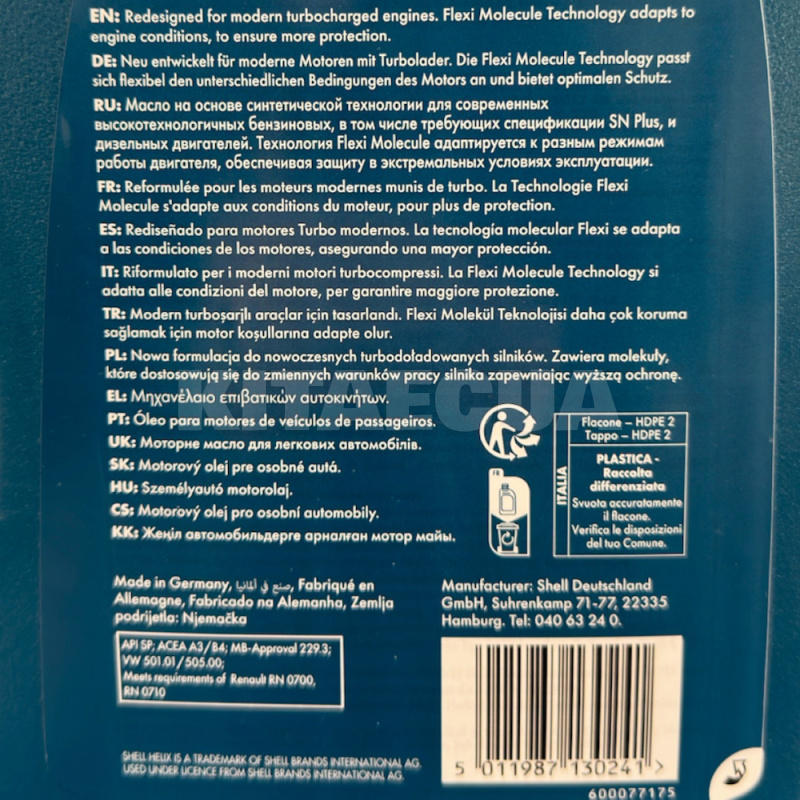 EN: Redesigned for modern turbocharged engines. Flexi Molecule Technology adapts to
engine conditions, to ensure more protection.
DE: Neu entwickelt für moderne Motoren mit Turbolader. Die Flexi Molecule Technology passt
sich flexibel den unterschiedlichen Bedingungen des Motors an und bietet optimalen Schutz.
RU: Масло на основе синтетической технологии для современных
высокотехнологичных бензиновых, в том числе требующих спецификации SN Plus, и
дизельных двигателей. Технология Flexi Molecule адаптируется к разным режимам
работы двигателя, обеспечивая защиту в экстремальных условиях эксплуатации.
FR: Reformulée pour les moteurs modernes munis de turbo. La Technologie Flexi
Molecule s'adapte aux conditions du moteur, pour plus de protection.
ES: Rediseñado para motores Turbo modernos. La tecnología molecular Flexi se adapta
a las condiciones de los motores, asegurando una mayor protección.
IT: Riformulato per i moderni motori turbocompressi. La Flexi Molecule Technology si
adatta alle condizioni del motore, per garantire maggiore protezione.
TR: Modern turboşarjlı araçlar için tasarlandı. Flexi Molekül Teknolojisi daha çok koruma
sağlamak için motor koşullarına adapte olur.
PL: Nowa formulacja do nowoczesnych turbodoładowanych silników. Zawiera molekuły,
które dostosowują się do zmiennych warunków pracy silnika zapewniając wyższą ochronę.
EL: Μηχανέλαιο επιβατικών αυτοκινήτων.
PT: Óleo para motores de veículos de passageiros.
UK: Моторне масло для легкових автомобілів.
SK: Motorový olej pre osobné autá.
HU: Személyautó motorolaj.
CS: Motorový olej pro osobní automobily.
KK: Жеңіл автомобильдерге арналған мотор майы.
KITAECUA
FR
ITALIA
Flacone – HDPE 2
Tappo – HDPE 2
PLASTICA -
Raccolta
differenziata
Svuota accuratamente
il flacone.
Verifica le disposizioni
del tuo Comune.
Made in Germany, صنع في ألمانيا, Fabriqué en
Allemagne, Fabricado na Alemanha, Zemlja
podrijetla: Njemačka
Manufacturer: Shell Deutschland
GmbH, Suhrenkamp 71-77, 22335
Hamburg. Tel: 040 63 24 0.
API SP; ACEA A3/B4; MB-Approval 229.3;
VW 501.01/505.00;
Meets requirements of Renault RN 0700,
RN 0710
SHELL HELIX IS A TRADEMARK OF SHELL BRANDS INTERNATIONAL AG.
USED UNDER LICENCE FROM SHELL BRANDS INTERNATIONAL AG.
5 011987 130241 >
600077175